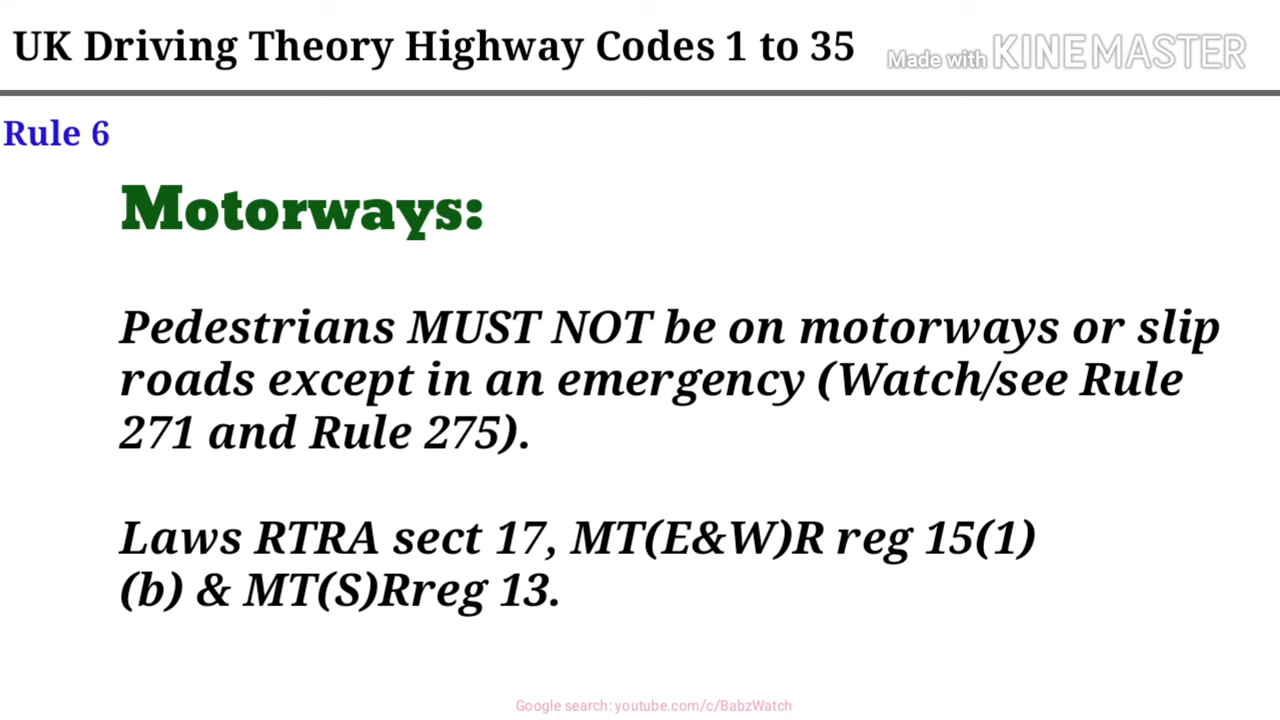 UK Driving Theory Highway Codes 1 to 35
Made with KINEMASTER
Rule 6
Motorways:
Pedestrians MUST NOT be on motorways or slip
roads except in an emergency (Watch/see Rule
271 and Rule 275).
Laws RTRA sect 17, MT(E&W)R reg 15(1)
(b) & MT(S)Rreg 13.
Google search: youtube.com/c/BabzWatch